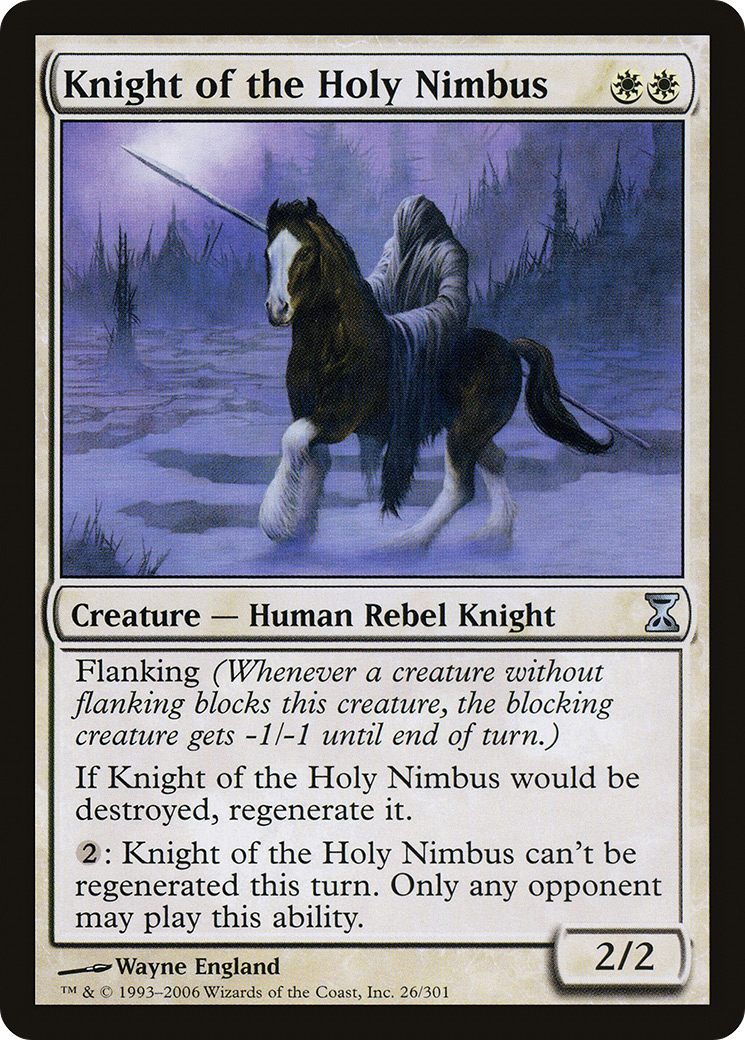 Knight of the Holy Nimbus
Creature — Human Rebel Knight
Flanking (Whenever a creature without
flanking blocks this creature, the blocking
creature gets -1/-1 until end of turn.)
If Knight of the Holy Nimbus would be
destroyed, regenerate it.
2: Knight of the Holy Nimbus can't be
regenerated this turn. Only any opponent
may play this ability.
2/2
Wayne England
™ & © 1993–2006 Wizards of the Coast, Inc. 26/301